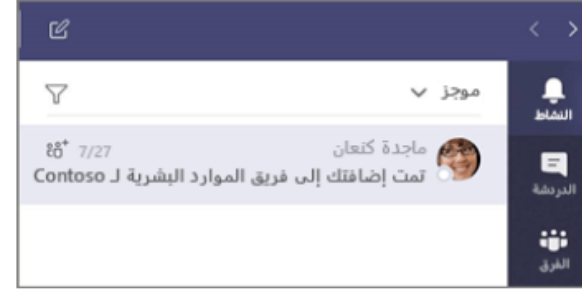 موجز
النشاط
ماجدة كنعان 7/27
تمت إضافتك إلى فريق الموارد البشرية لـ Contoso
الدردشة
الفرق